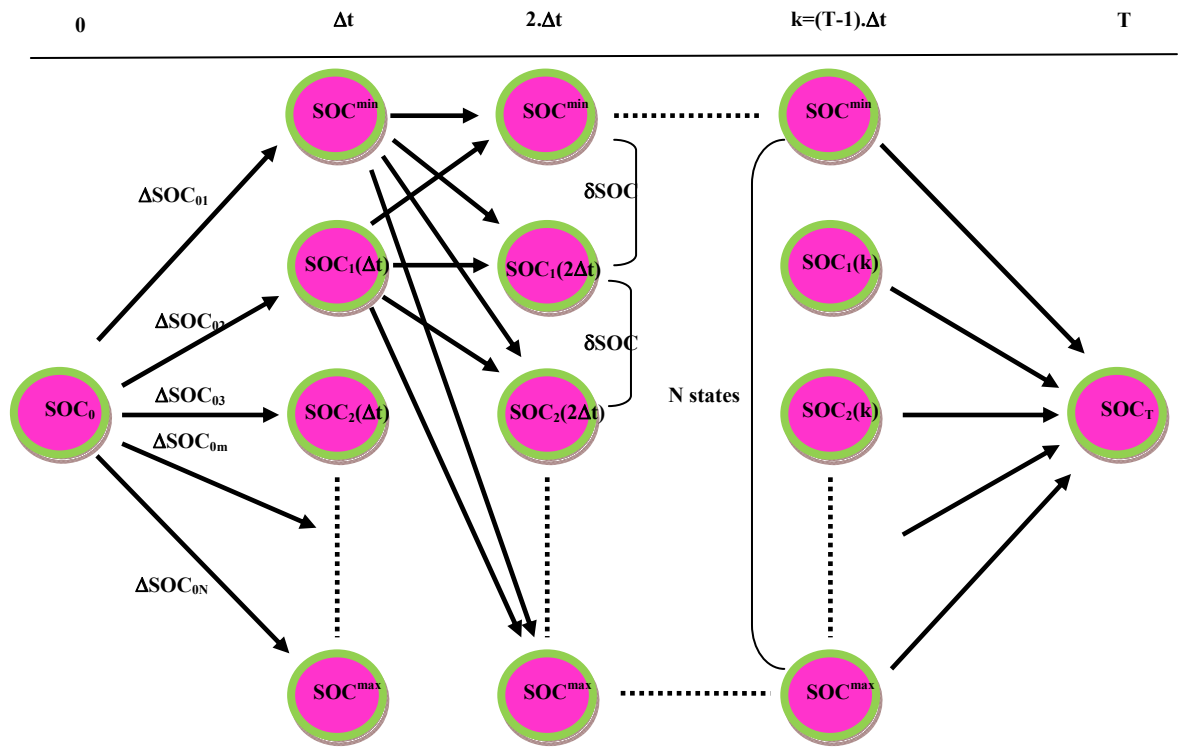 0 Δt 2.Δt k=(T-1).Δt T
SOCᵐⁱⁿ SOCᵐⁱⁿ SOCᵐⁱⁿ
ΔSOC₀₁
δSOC
SOC₁(Δt) SOC₁(2Δt) SOC₁(k)
ΔSOC₀₂
δSOC
N states
ΔSOC₀₃
SOC₀ SOC₂(Δt) SOC₂(2Δt) SOC₂(k) SOC_T
ΔSOC₀ₘ
ΔSOC₀N
SOCᵐᵃˣ SOCᵐᵃˣ SOCᵐᵃˣ